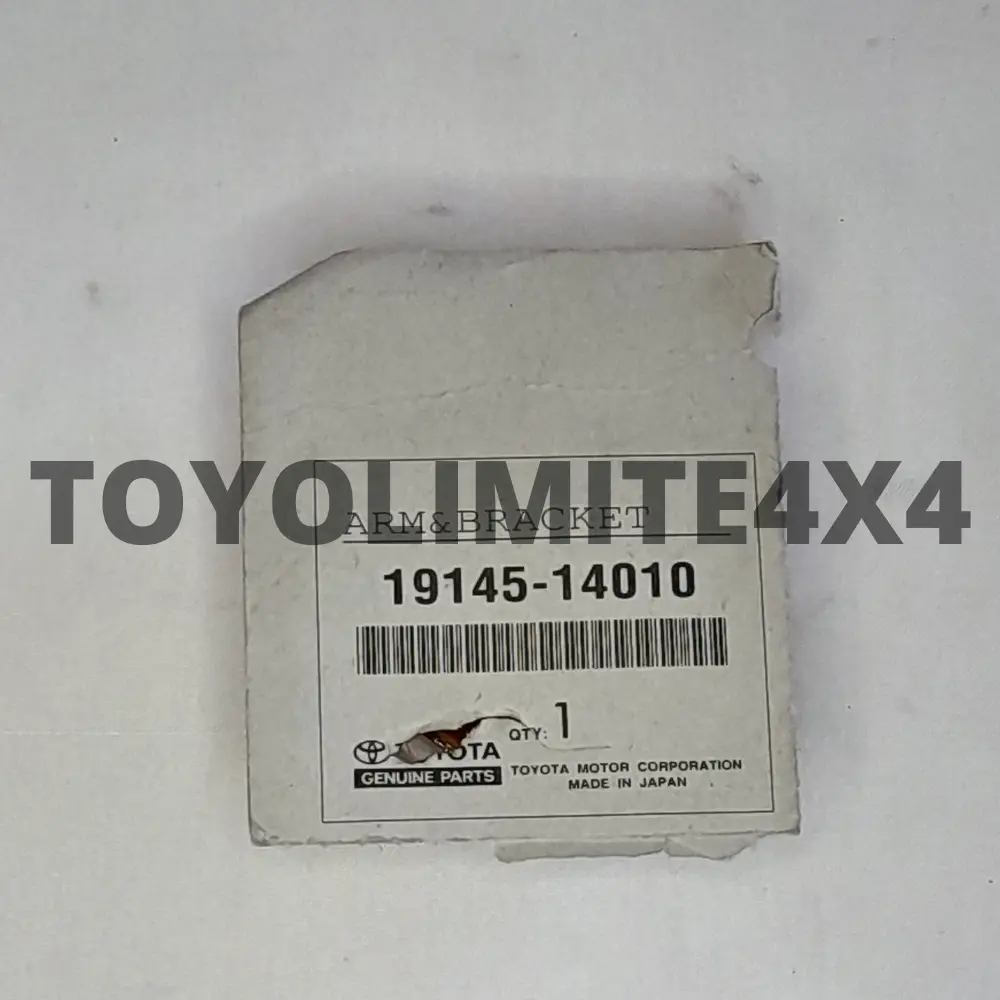 TOYOLIMITE4X4
ARM&BRACKET
19145-14010
QTY: 1
TOYOTA
GENUINE PARTS
TOYOTA MOTOR CORPORATION
MADE IN JAPAN